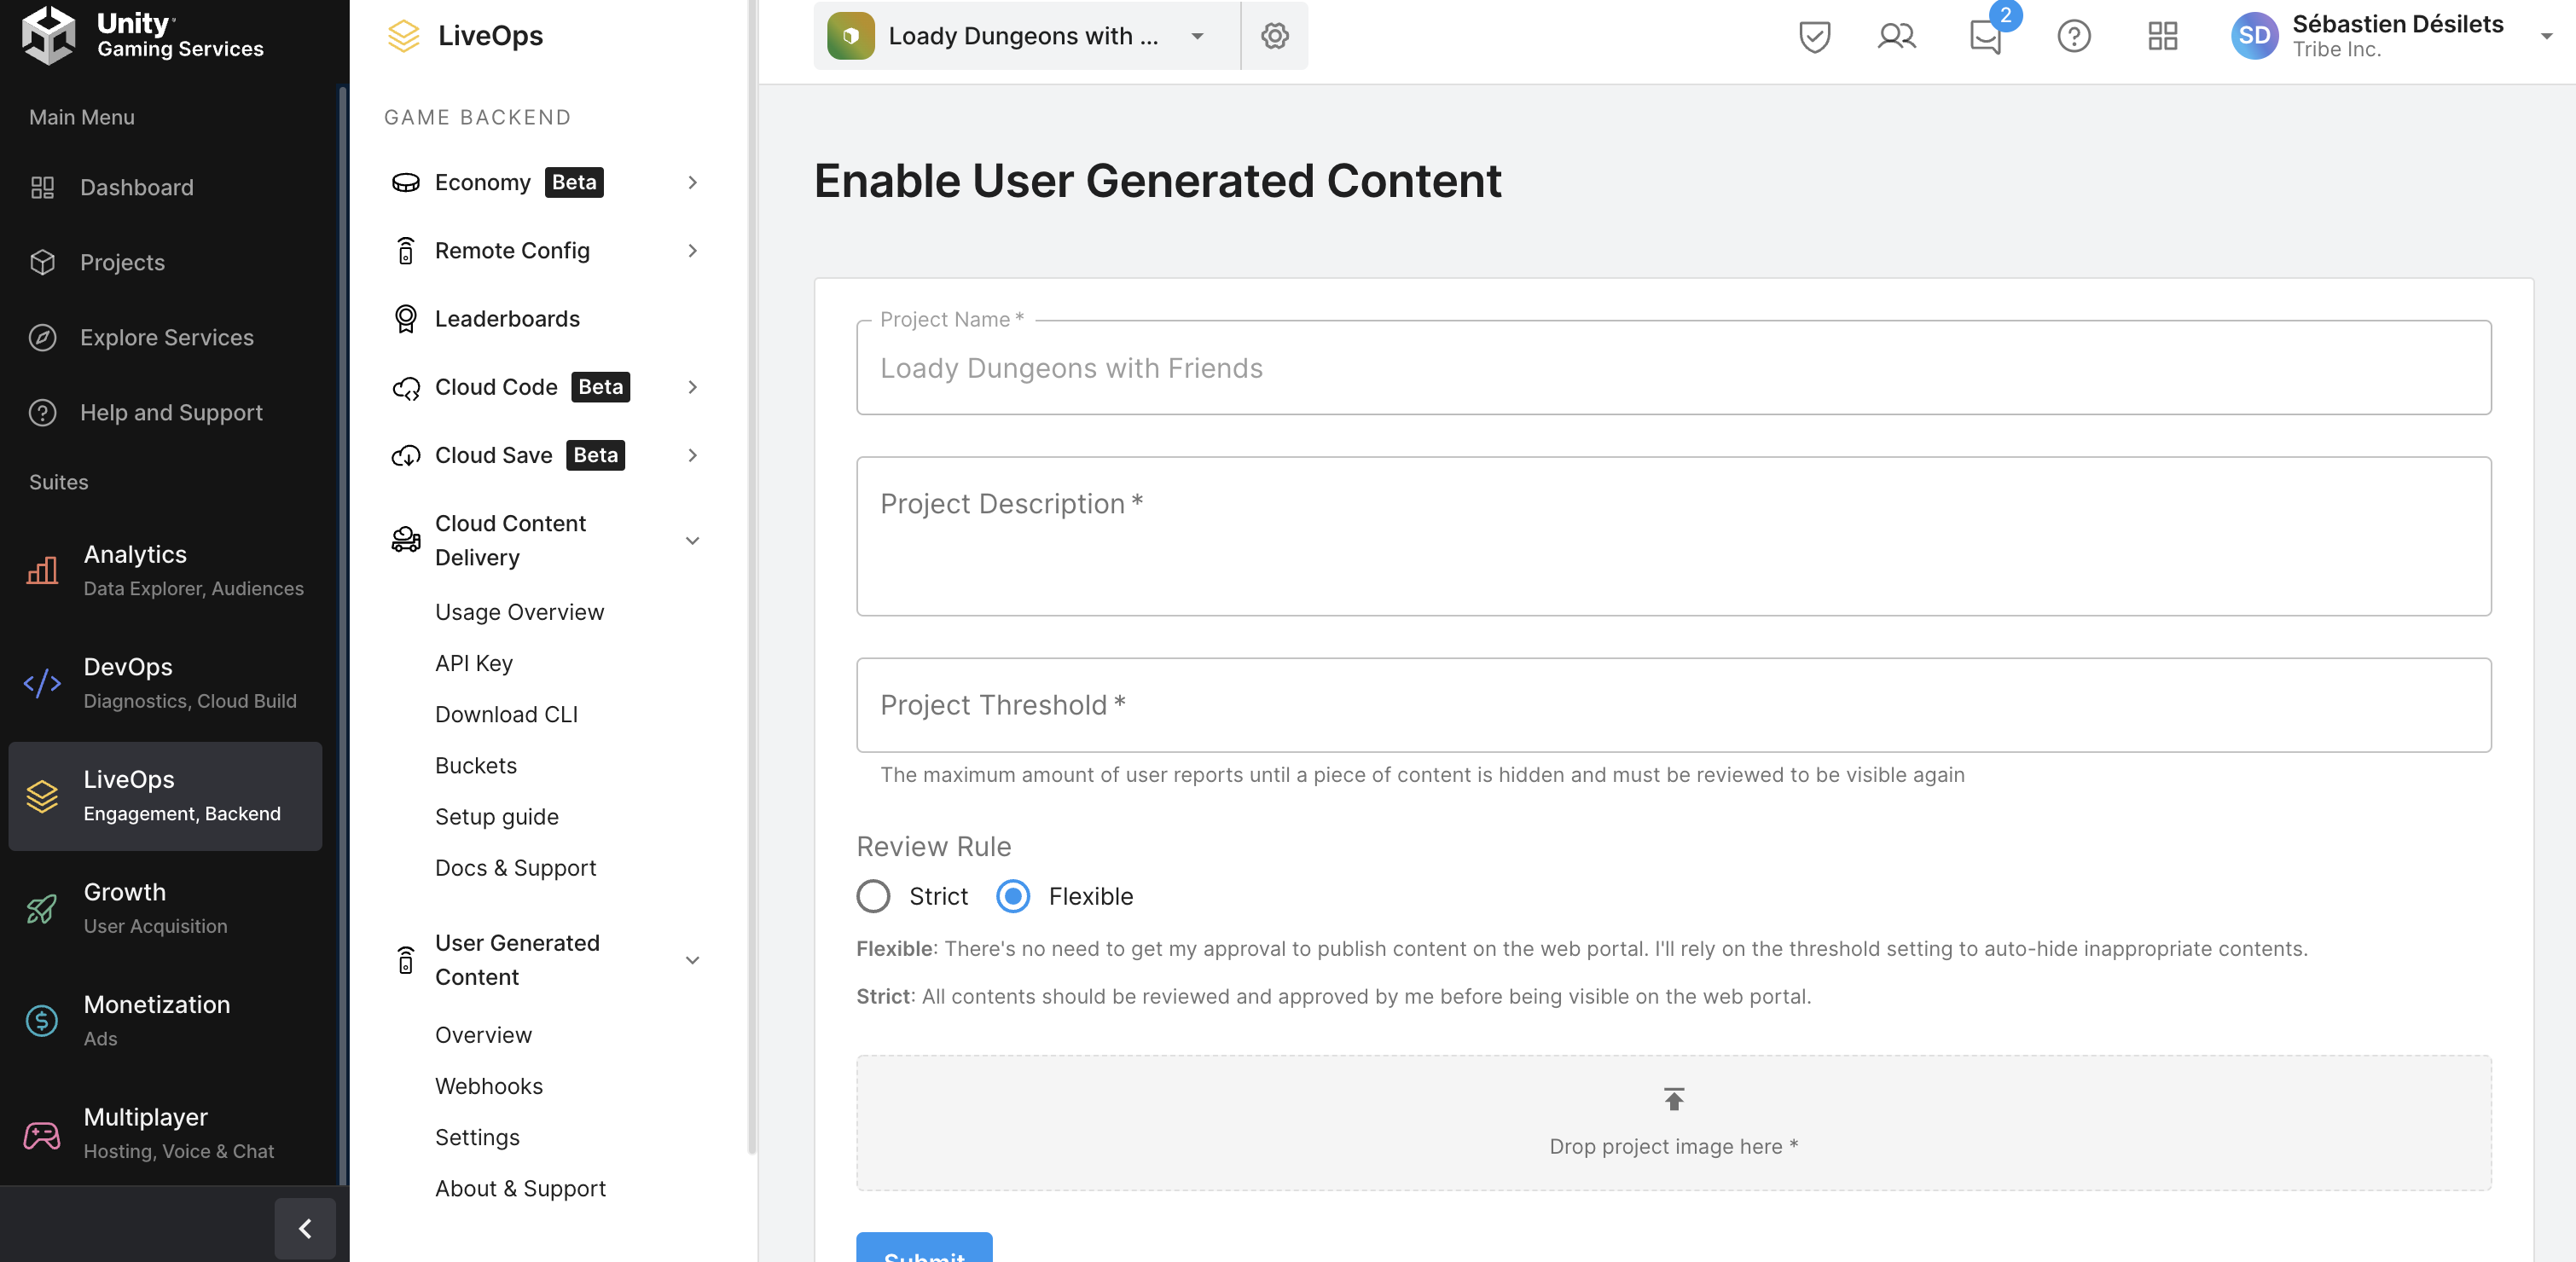 Unity
Gaming Services
Main Menu
Dashboard
Projects
Explore Services
Help and Support
Suites
Analytics
Data Explorer, Audiences
DevOps
Diagnostics, Cloud Build
LiveOps
Engagement, Backend
Growth
User Acquisition
Monetization
Ads
Multiplayer
Hosting, Voice & Chat
LiveOps
GAME BACKEND
Economy Beta
Remote Config
Leaderboards
Cloud Code Beta
Cloud Save Beta
Cloud Content
Delivery
Usage Overview
API Key
Download CLI
Buckets
Setup guide
Docs & Support
User Generated
Content
Overview
Webhooks
Settings
About & Support
Loady Dungeons with ...
2
SD
Sébastien Désilets
Tribe Inc.
Enable User Generated Content
Project Name *
Loady Dungeons with Friends
Project Description *
Project Threshold *
The maximum amount of user reports until a piece of content is hidden and must be reviewed to be visible again
Review Rule
Strict Flexible
Flexible: There's no need to get my approval to publish content on the web portal. I'll rely on the threshold setting to auto-hide inappropriate contents.
Strict: All contents should be reviewed and approved by me before being visible on the web portal.
Drop project image here *
Submit